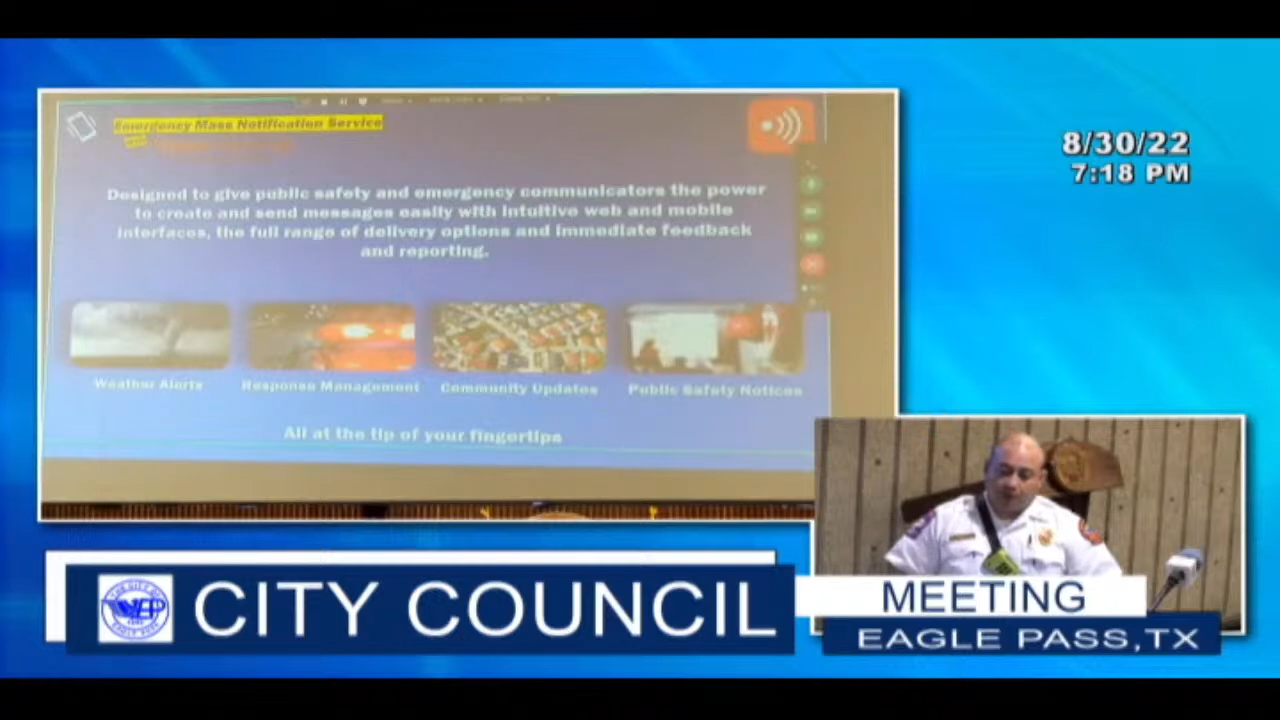 Emergency Mass Notification Service
8/30/22
7:18 PM
Designed to give public safety and emergency communicators the power
to create and send messages easily with intuitive web and mobile
interfaces, the full range of delivery options and immediate feedback
and reporting.
Weather Alerts
Response Management
Community Updates
Public Safety Notices
All at the tip of your fingertips
CITY COUNCIL
MEETING
EAGLE PASS,TX